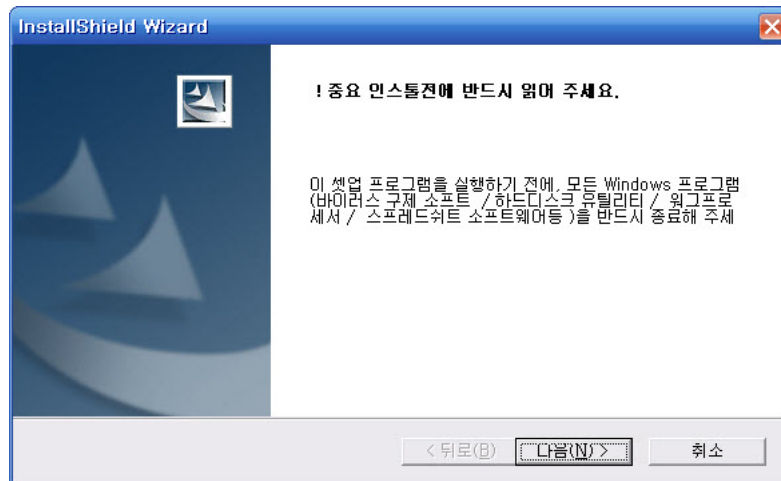 InstallShield Wizard
! 중요 인스톨전에 반드시 읽어 주세요.
이 셋업 프로그램을 실행하기 전에, 모든 Windows 프로그램
(바이러스 구제 소프트 / 하드디스크 유틸리티 / 워그프로
세서 / 스프레드쉬트 소프트웨어등 )을 반드시 종료해 주세
< 뒤로(B) 다음(N) > 취소